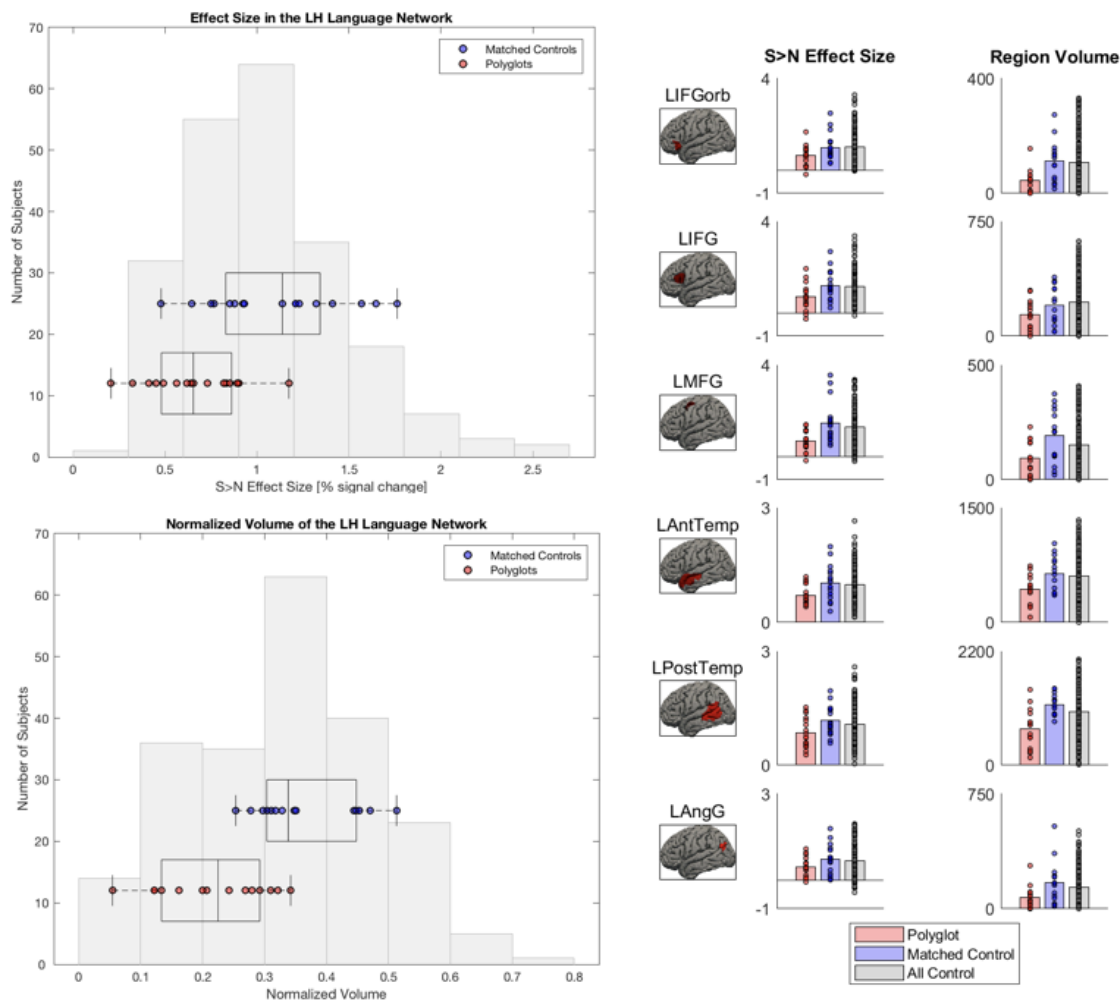 Effect Size in the LH Language Network
70
60
50
40
30
20
10
0
Number of Subjects
Matched Controls
Polyglots
0
0.5
1
1.5
2
2.5
S>N Effect Size [% signal change]
Normalized Volume of the LH Language Network
70
60
50
40
30
20
10
0
Number of Subjects
Matched Controls
Polyglots
0
0.1
0.2
0.3
0.4
0.5
0.6
0.7
0.8
Normalized Volume
S>N Effect Size
Region Volume
LIFGorb
4
-1
400
0
LIFG
4
-1
750
0
LMFG
4
-1
500
0
LAntTemp
3
3
1500
0
LPostTemp
3
3
2200
0
LAngG
3
-1
750
0
Polyglot
Matched Control
All Control